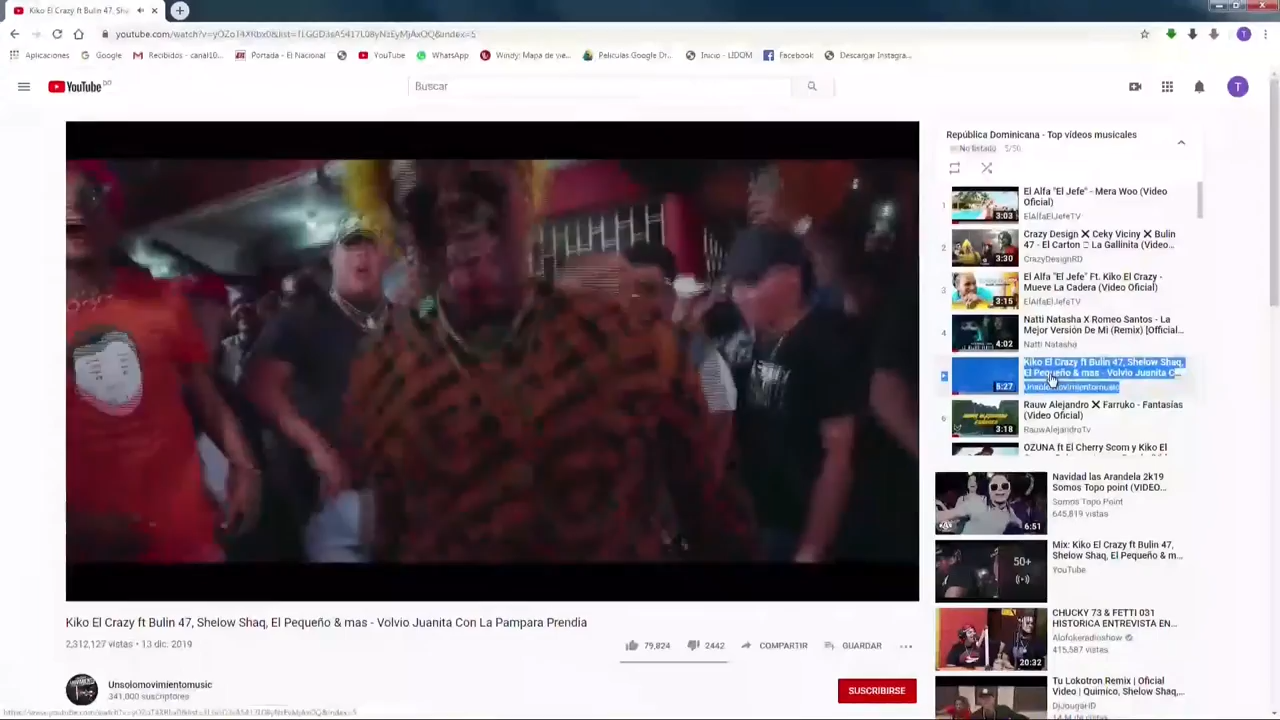 Kiko El Crazy ft Bulin 47, She
Aplicaciones
Google
Recibidos - canal10...
Portada - El Nacional
YouTube
WhatsApp
Windy: Mapa de vie...
Películas Google Dr...
Inicio - LIDOM
Facebook
Descargar Instagra...
T
YouTube DO
Buscar
T
República Dominicana - Top vídeos musicales
No listado 5/50
1
El Alfa "El Jefe" - Mera Woo (Video
Oficial)
ElAlfaElJefeTV
3:03
2
Crazy Design ❌ Ceky Viciny ❌ Bulin
47 - El Carton La Gallinita (Video...
CrazyDesignRD
3:30
3
El Alfa "El Jefe" Ft. Kiko El Crazy -
Mueve La Cadera (Video Oficial)
ElAlfaElJefeTV
3:15
4
Natti Natasha X Romeo Santos - La
Mejor Versión De Mi (Remix) [Official...
Natti Natasha
4:02
Kiko El Crazy ft Bulin 47, Shelow Shaq,
El Pequeño & mas - Volvio Juanita C...
Unsolomovimientomusic
5:27
6
Rauw Alejandro ❌ Farruko - Fantasías
(Video Oficial)
RauwAlejandroTv
3:18
OZUNA ft El Cherry Scom y Kiko El
Navidad las Arandela 2k19
Somos Topo point (VIDEO...
Somos Topo Point
645,819 vistas
6:51
Mix: Kiko El Crazy ft Bulin 47,
Shelow Shaq, El Pequeño & m...
YouTube
50+
CHUCKY 73 & FETTI 031
HISTORICA ENTREVISTA EN...
Alofokeradioshow
415,587 vistas
20:32
Tu Lokotron Remix | Oficial
Video | Quimico, Shelow Shaq,...
DjJougaHD
Kiko El Crazy ft Bulin 47, Shelow Shaq, El Pequeño & mas - Volvio Juanita Con La Pampara Prendia
2,312,127 vistas • 13 dic. 2019
79,824
2442
COMPARTIR
GUARDAR
Unsolomovimientomusic
341,000 suscriptores
SUSCRIBIRSE